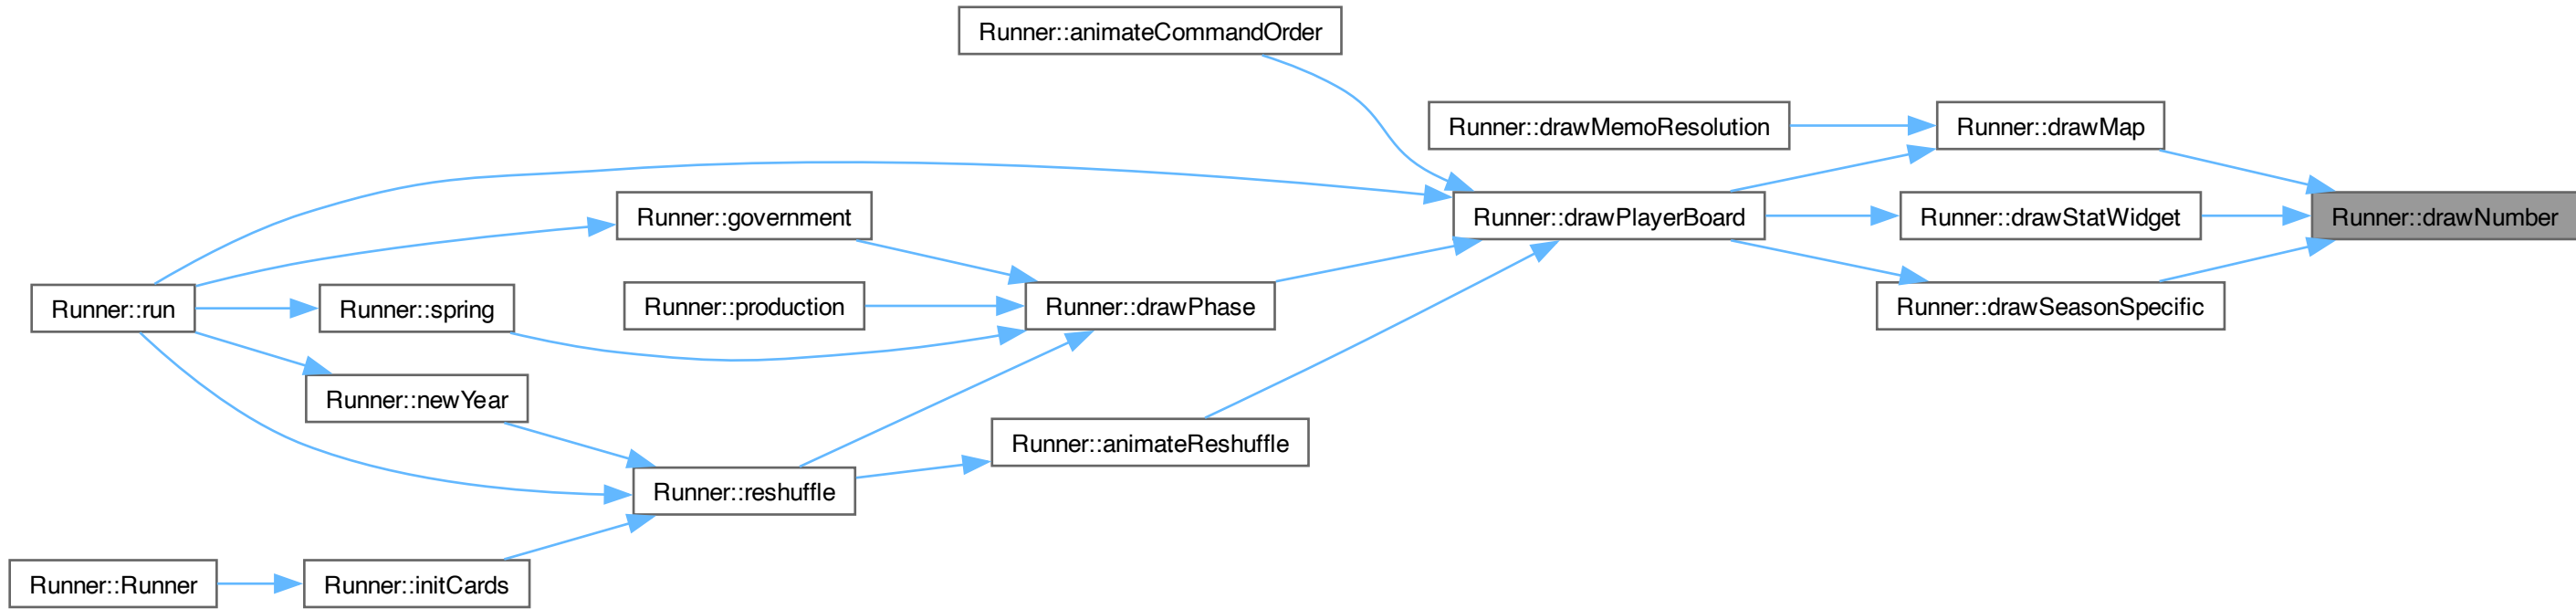 Runner::animateCommandOrder
Runner::drawMemoResolution
Runner::drawMap
Runner::government
Runner::drawPlayerBoard
Runner::drawStatWidget
Runner::drawNumber
Runner::run
Runner::spring
Runner::production
Runner::drawPhase
Runner::drawSeasonSpecific
Runner::newYear
Runner::animateReshuffle
Runner::reshuffle
Runner::Runner
Runner::initCards